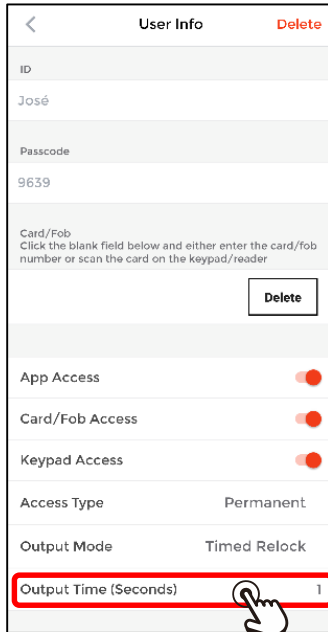 User Info Delete
ID
José
Passcode
9639
Card/Fob
Click the blank field below and either enter the card/fob
number or scan the card on the keypad/reader
Delete
App Access
Card/Fob Access
Keypad Access
Access Type Permanent
Output Mode Timed Relock
Output Time (Seconds) 1